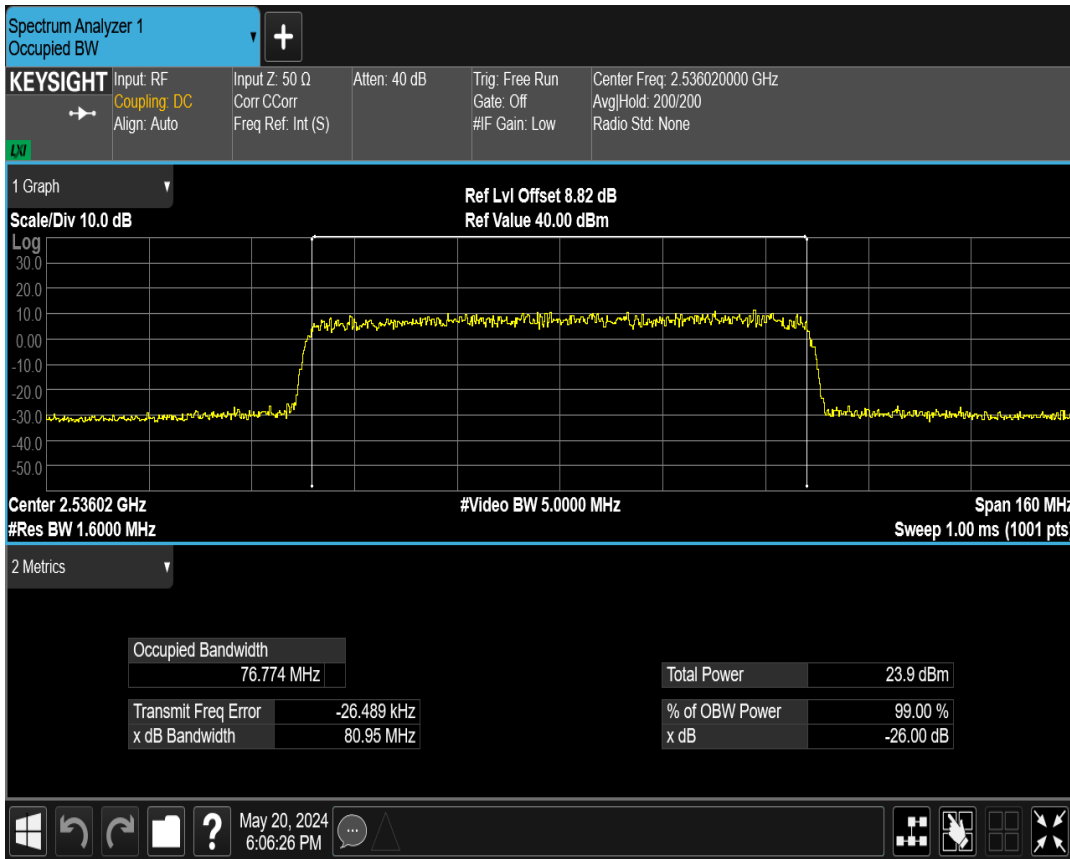 Spectrum Analyzer 1
Occupied BW
KEYSIGHT
LXI
Input: RF
Coupling: DC
Align: Auto
Input Z: 50 Ω
Corr CCorr
Freq Ref: Int (S)
Atten: 40 dB
Trig: Free Run
Gate: Off
#IF Gain: Low
Center Freq: 2.536020000 GHz
Avg|Hold: 200/200
Radio Std: None
1 Graph
Ref Lvl Offset 8.82 dB
Scale/Div 10.0 dB
Ref Value 40.00 dBm
Log
30.0
20.0
10.0
0.00
-10.0
-20.0
-30.0
-40.0
-50.0
Center 2.53602 GHz
#Video BW 5.0000 MHz
Span 160 MHz
#Res BW 1.6000 MHz
Sweep 1.00 ms (1001 pts)
2 Metrics
Occupied Bandwidth
76.774 MHz
Transmit Freq Error -26.489 kHz
x dB Bandwidth 80.95 MHz
Total Power 23.9 dBm
% of OBW Power 99.00 %
x dB -26.00 dB
May 20, 2024
6:06:26 PM